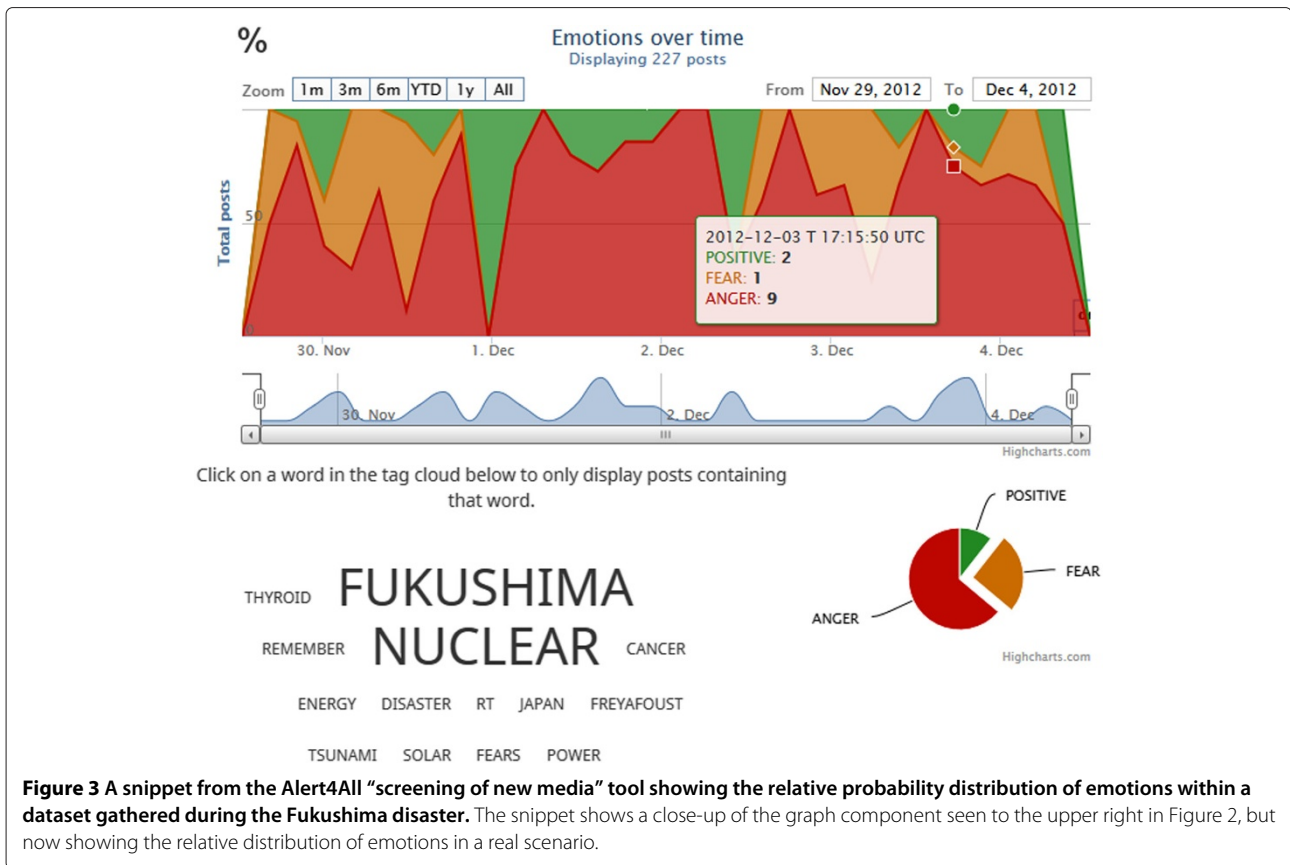 %
Emotions over time
Displaying 227 posts
Zoom 1m 3m 6m YTD 1y All From Nov 29, 2012 To Dec 4, 2012
Total posts
50
0
2012-12-03 T 17:15:50 UTC
POSITIVE: 2
FEAR: 1
ANGER: 9
30. Nov 1. Dec 2. Dec 3. Dec 4. Dec
30. Nov 2. Dec 4. Dec
Highcharts.com
Click on a word in the tag cloud below to only display posts containing
that word.
POSITIVE
FEAR
ANGER
Highcharts.com
THYROID FUKUSHIMA
REMEMBER NUCLEAR CANCER
ENERGY DISASTER RT JAPAN FREYAFOUST
TSUNAMI SOLAR FEARS POWER
Figure 3 A snippet from the Alert4All “screening of new media” tool showing the relative probability distribution of emotions within a
dataset gathered during the Fukushima disaster. The snippet shows a close-up of the graph component seen to the upper right in Figure 2, but
now showing the relative distribution of emotions in a real scenario.